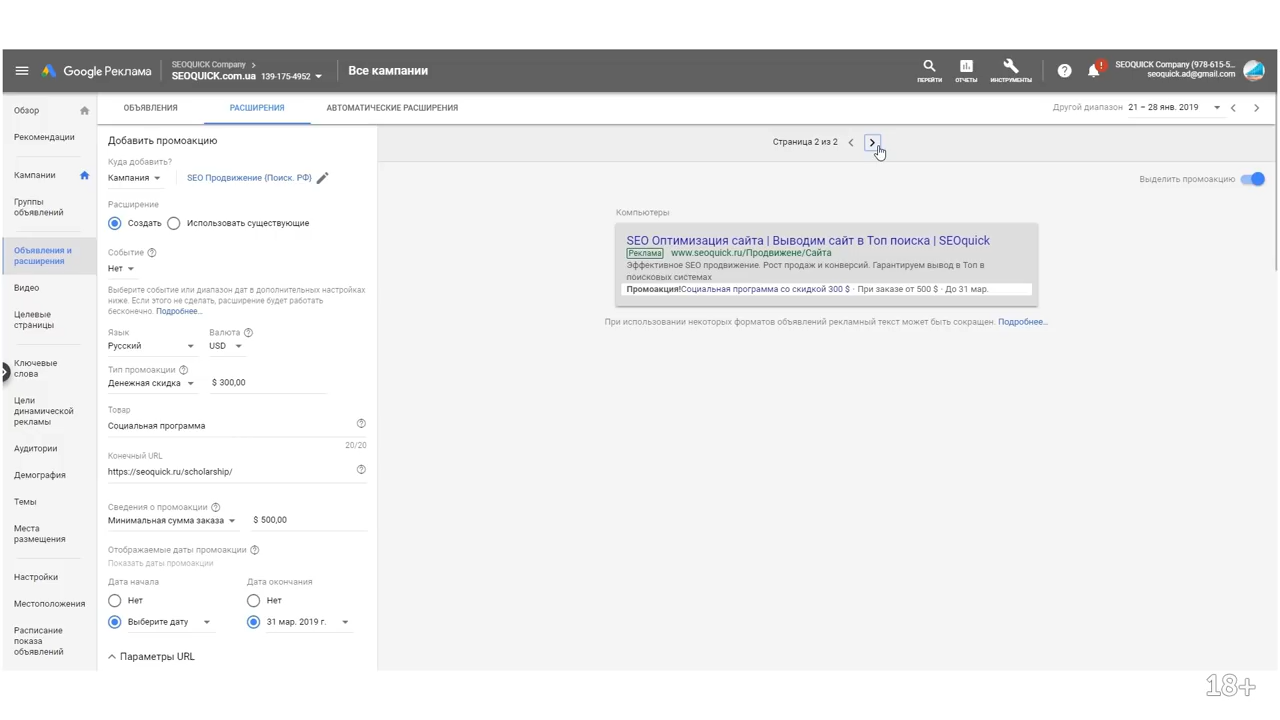 Google Реклама
SEOQUICK Company
SEOQUICK.com.ua 139-175-4952
Все кампании
ПЕРЕЙТИ
ОТЧЕТЫ
ИНСТРУМЕНТЫ
?
!
SEOQUICK Company (978-615-5...
seoquick.ad@gmail.com
Обзор
Рекомендации
Кампании
Группы
объявлений
Объявления и
расширения
Видео
Целевые
страницы
Ключевые
слова
Цели
динамической
рекламы
Аудитории
Демография
Темы
Места
размещения
Настройки
Местоположения
Расписание
показа
объявлений
ОБЪЯВЛЕНИЯ
РАСШИРЕНИЯ
АВТОМАТИЧЕСКИЕ РАСШИРЕНИЯ
Другой диапазон 21 – 28 янв. 2019
Добавить промоакцию
Куда добавить?
Кампания
SEO Продвижение {Поиск. РФ}
Расширение
Создать
Использовать существующие
Событие
Нет
Выберите событие или диапазон дат в дополнительных настройках
ниже. Если этого не сделать, расширение будет работать
бесконечно. Подробнее…
Язык
Валюта
Русский
USD
Тип промоакции
Денежная скидка
$ 300,00
Товар
Социальная программа
20/20
Конечный URL
https://seoquick.ru/scholarship/
Сведения о промоакции
Минимальная сумма заказа
$ 500,00
Отображаемые даты промоакции
Показать даты промоакции
Дата начала
Дата окончания
Нет
Нет
Выберите дату
31 мар. 2019 г.
Параметры URL
Страница 2 из 2
Выделить промоакцию
Компьютеры
SEO Оптимизация сайта | Выводим сайт в Топ поиска | SEOquick
Реклама www.seoquick.ru/Продвижене/Сайта
Эффективное SEO продвижение. Рост продаж и конверсий. Гарантируем вывод в Топ в
поисковых системах
Промоакция!Социальная программа со скидкой 300 $ · При заказе от 500 $ · До 31 мар.
При использовании некоторых форматов объявлений рекламный текст может быть сокращен. Подробнее…
18+